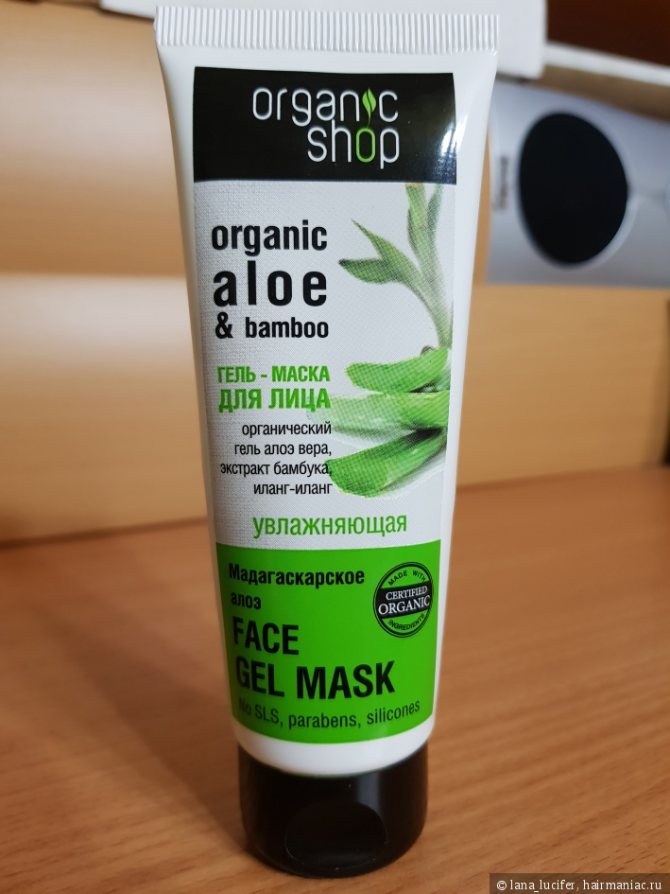 organic
shop
organic
aloe
& bamboo
ГЕЛЬ - МАСКА
ДЛЯ ЛИЦА
органический
гель алоэ вера,
экстракт бамбука,
иланг-иланг
увлажняющая
Мадагаскарское
алоэ
MADE WITH
CERTIFIED
ORGANIC
INGREDIENTS
FACE
GEL MASK
No SLS, parabens, silicones
© lana_lucifer, hairmaniac.ru